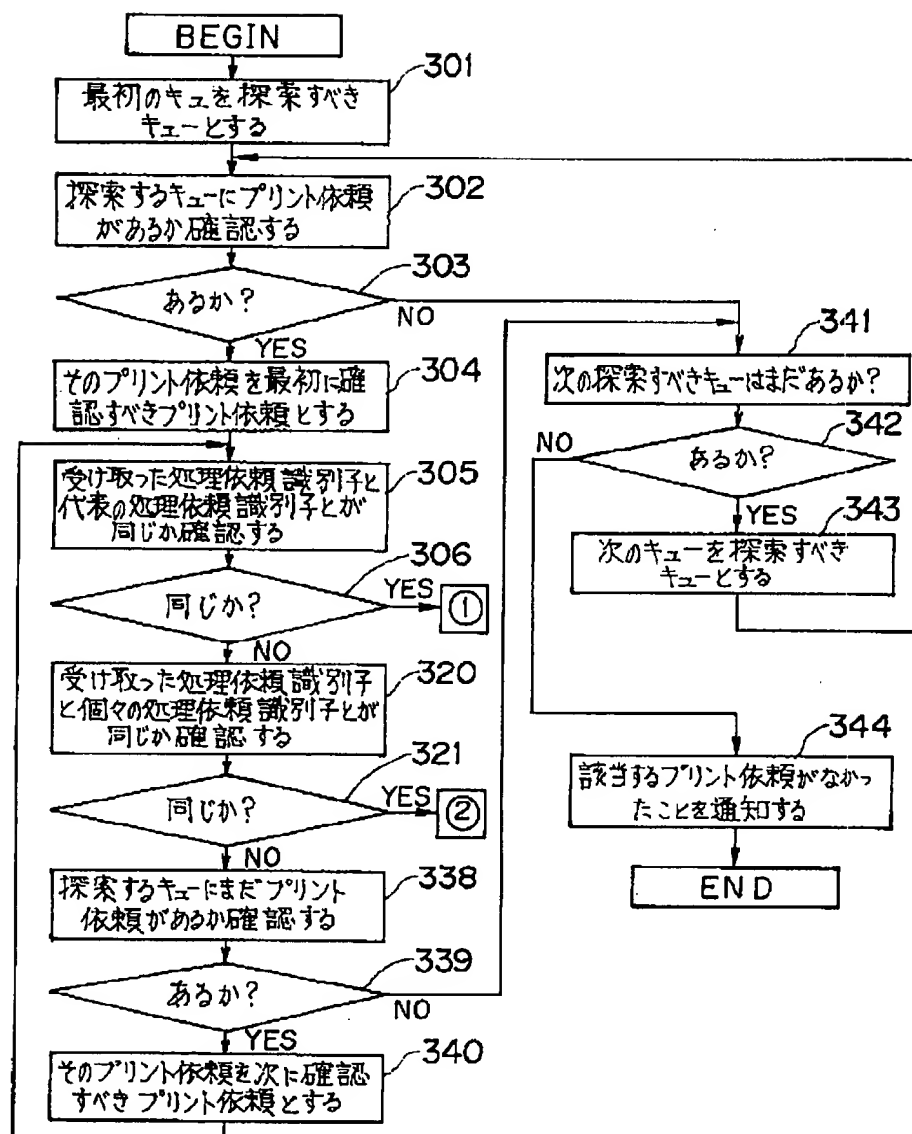 BEGIN
301
最初のキュを探索すべき
キューとする
302
探索するキューにプリント依頼
があるか確認する
303
あるか?
NO
YES
304
そのプリント依頼を最初に確
認すべきプリント依頼とする
305
受け取った処理依頼識別子と
代表の処理依頼識別子とが
同じか確認する
306
同じか?
YES
①
NO
320
受け取った処理依頼識別子
と個々の処理依頼識別子とが
同じか確認する
321
同じか?
YES
②
NO
338
探索するキューにまだプリント
依頼があるか確認する
339
あるか?
NO
YES
340
そのプリント依頼を次に確認
すべきプリント依頼とする
341
次の探索すべきキューはまだあるか?
342
NO
あるか?
YES
343
次のキューを探索すべき
キューとする
344
該当するプリント依頼がなかっ
たことを通知する
END